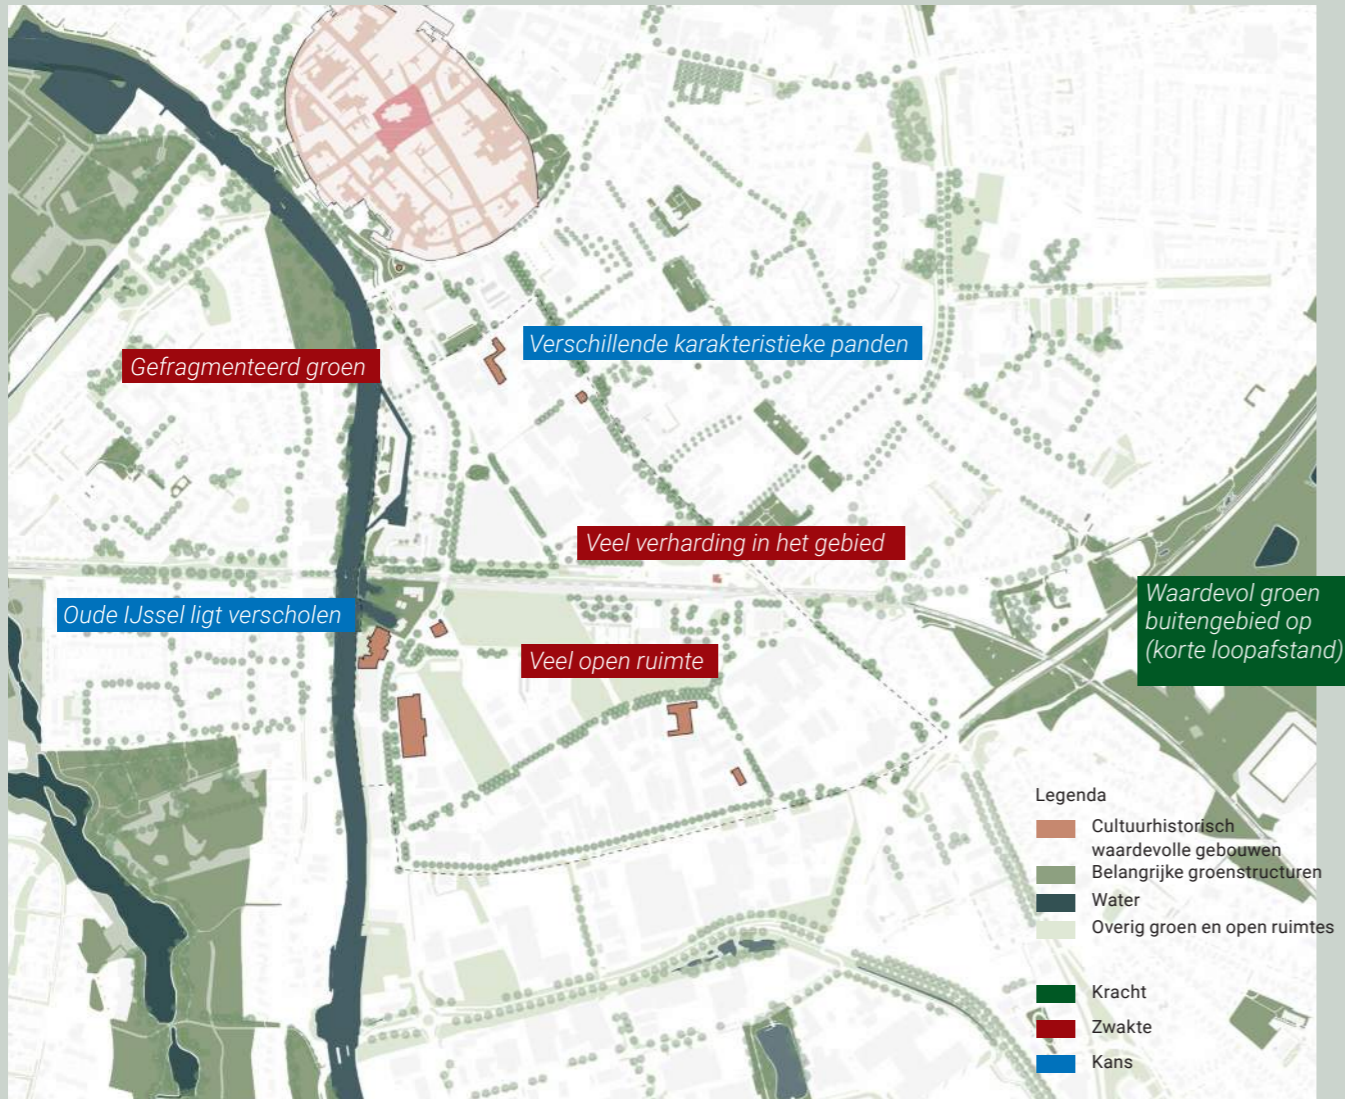 Verschillende karakteristieke panden
Gefragmenteerd groen
Veel verharding in het gebied
Oude IJssel ligt verscholen
Veel open ruimte
Waardevol groen
buitengebied op
(korte loopafstand)
Legenda
Cultuurhistorisch
waardevolle gebouwen
Belangrijke groenstructuren
Water
Overig groen en open ruimtes
Kracht
Zwakte
Kans